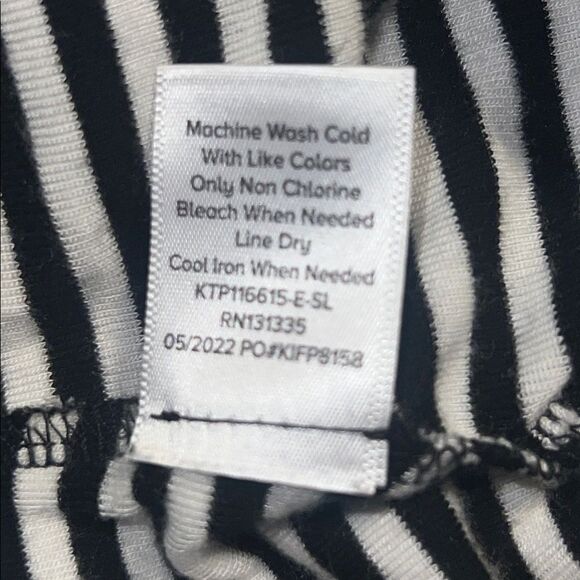 Machine Wash Cold
With Like Colors
Only Non Chlorine
Bleach When Needed
Line Dry
Cool Iron When Needed
KTP116615-E-SL
RN131335
05/2022 PO#KIFP8158